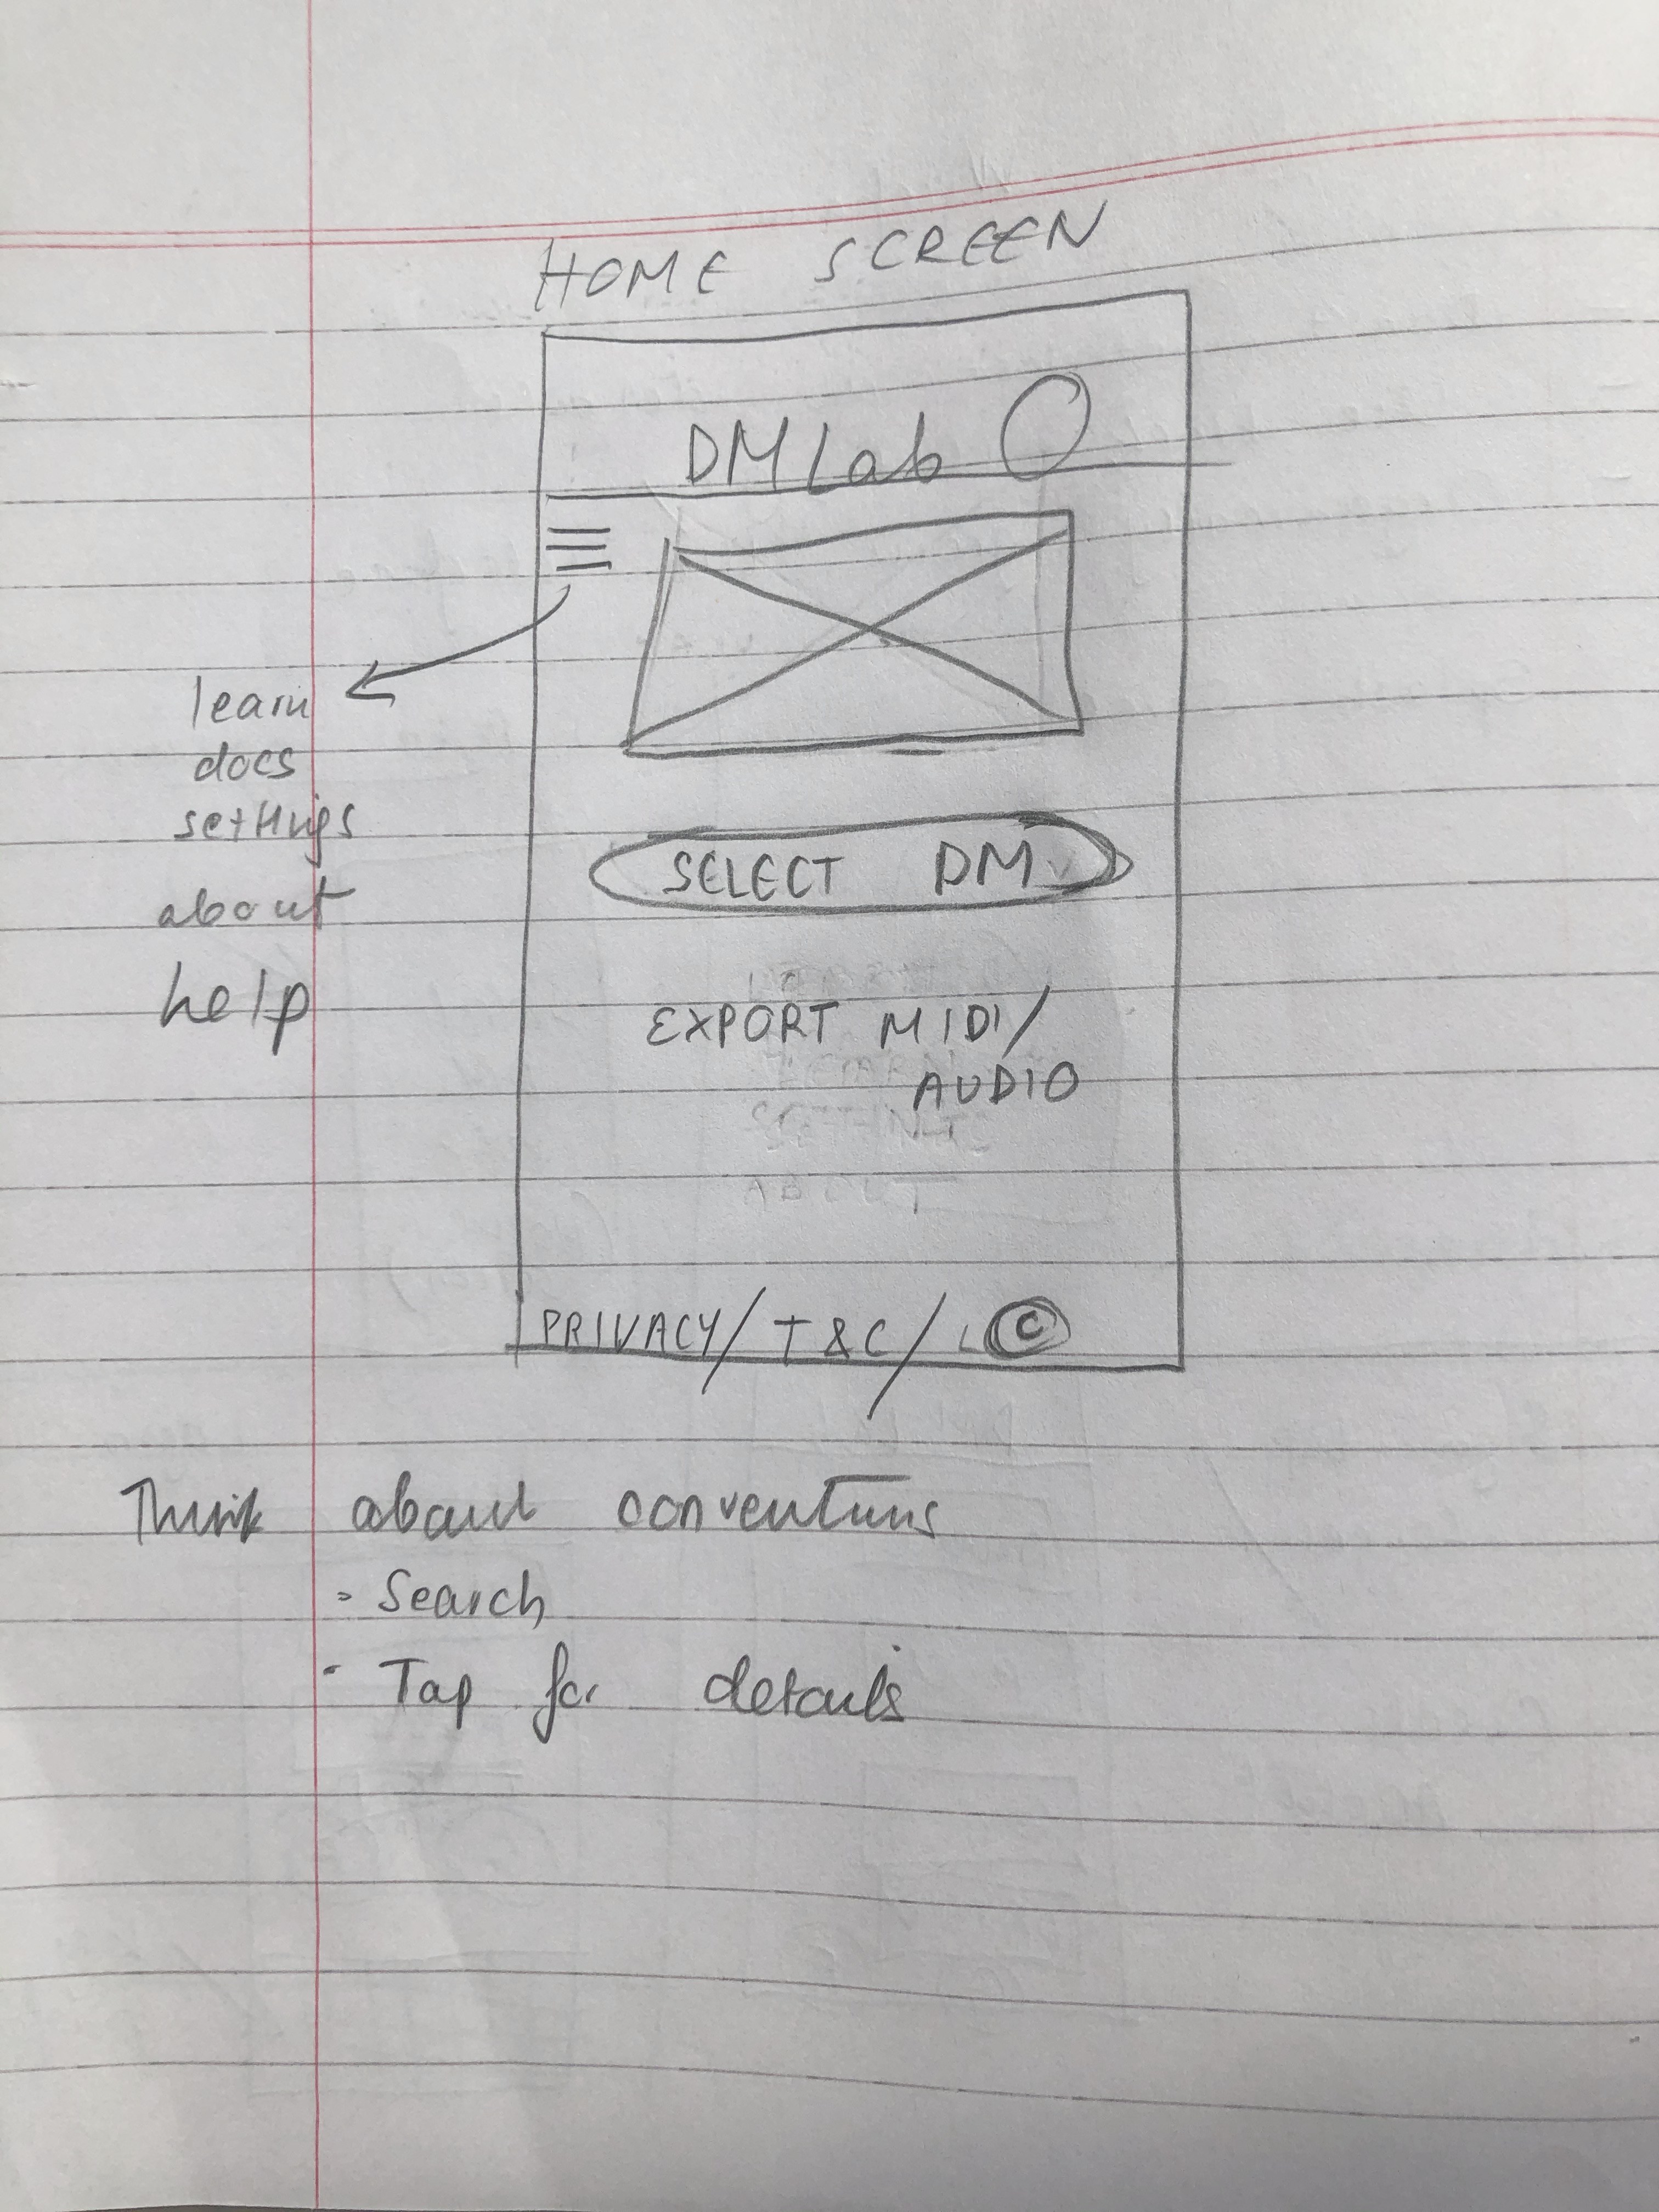 HOME SCREEN
DMLab
learn
docs
settings
about
help
SELECT DM
EXPORT MIDI/
AUDIO
PRIVACY/ T&C/ ©
Think about conventions
- Search
- Tap for details